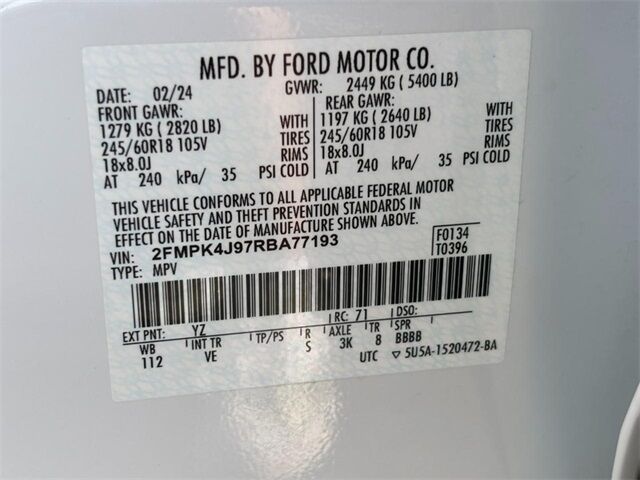 MFD. BY FORD MOTOR CO.
DATE: 02/24 GVWR: 2449 KG ( 5400 LB)
FRONT GAWR: REAR GAWR:
1279 KG ( 2820 LB) WITH 1197 KG ( 2640 LB) WITH
245/60R18 105V TIRES 245/60R18 105V TIRES
18x8.0J RIMS 18x8.0J RIMS
AT 240 kPa/ 35 PSI COLD AT 240 kPa/ 35 PSI COLD
THIS VEHICLE CONFORMS TO ALL APPLICABLE FEDERAL MOTOR
VEHICLE SAFETY AND THEFT PREVENTION STANDARDS IN
EFFECT ON THE DATE OF MANUFACTURE SHOWN ABOVE.
VIN: 2FMPK4J97RBA77193 F0134
TYPE: MPV T0396
EXT PNT: YZ RC: 71 DSO:
WB INT TR TP/PS R AXLE TR SPR
112 VE S 3K 8 BBBB
UTC ▽ 5U5A-1520472-BA